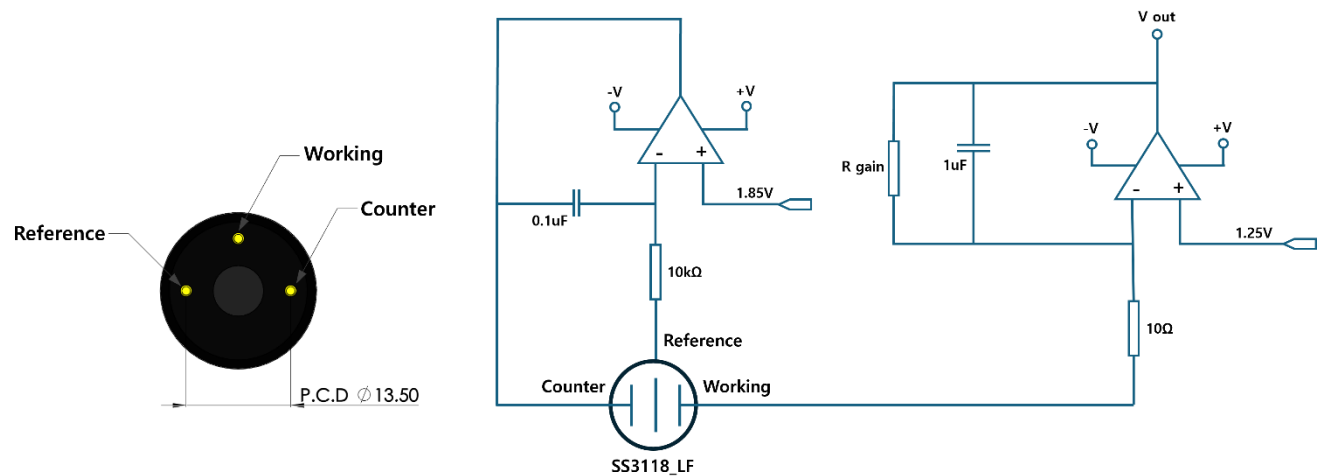 Working
Counter
Reference
P.C.D ∅13.50
-V
+V
-
+
1.85V
0.1uF
10kΩ
Reference
Counter
Working
SS3118_LF
V out
-V
+V
R gain
1uF
-
+
1.25V
10Ω